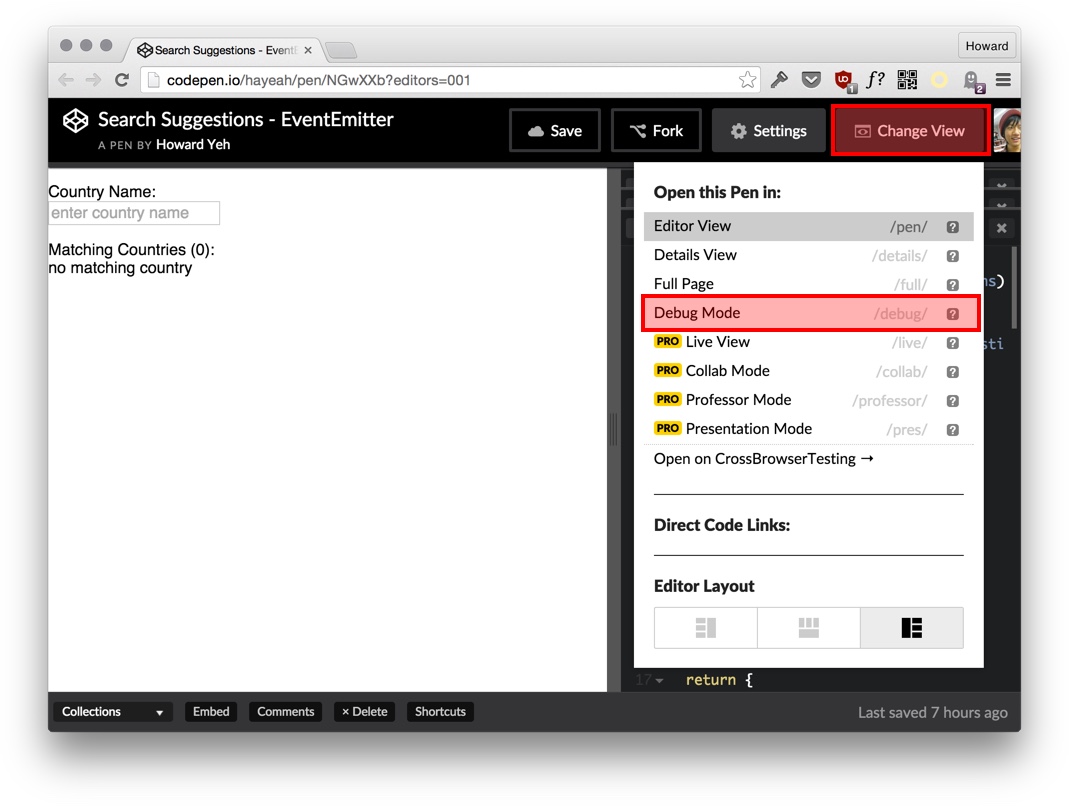 Search Suggestions - EventE
Howard
codepen.io/hayeah/pen/NGwXXb?editors=001
UD
1
f?
2
Search Suggestions - EventEmitter
A PEN BY Howard Yeh
Save
Fork
Settings
Change View
Country Name:
enter country name
Matching Countries (0):
no matching country
Open this Pen in:
Editor View /pen/ ?
Details View /details/ ?
Full Page /full/ ?
Debug Mode /debug/ ?
PRO Live View /live/ ?
PRO Collab Mode /collab/ ?
PRO Professor Mode /professor/ ?
PRO Presentation Mode /pres/ ?
Open on CrossBrowserTesting →
Direct Code Links:
Editor Layout
ns)
sti
17 return {
Collections
Embed
Comments
× Delete
Shortcuts
Last saved 7 hours ago